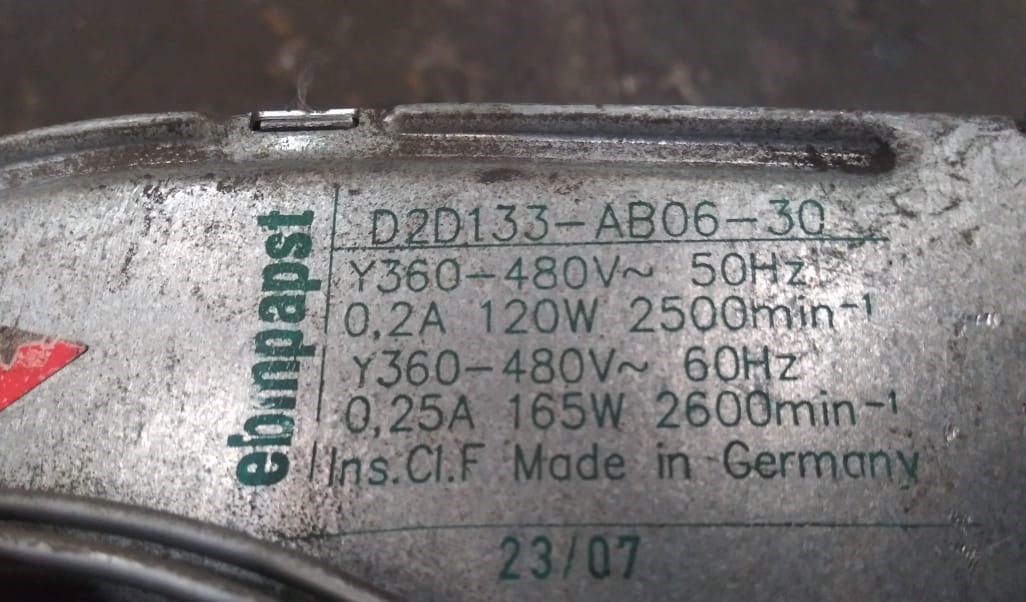 ebmpapst
D2D133-AB06-30
Y360-480V~ 50Hz
0,2A 120W 2500min⁻¹
Y360-480V~ 60Hz
0,25A 165W 2600min⁻¹
Ins.Cl.F Made in Germany
23/07